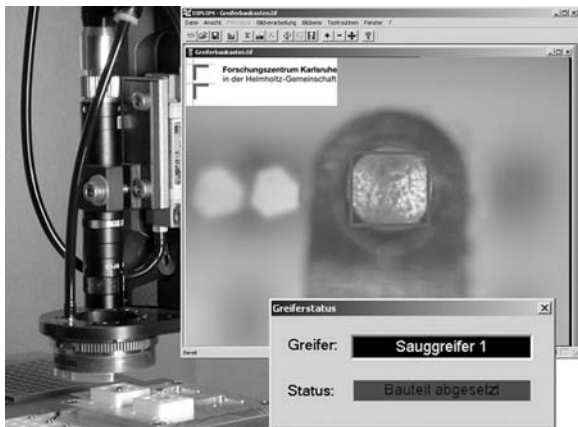 DIPLOM - Greiferbaukasten.tif
Datei Ansicht Bildverarbeitung Bildserie Testroutinen Fenster ?
Greiferbaukasten.tif
Forschungszentrum Karlsruhe
in der Helmholtz-Gemeinschaft
Bereit
Greiferstatus
Greifer: Sauggreifer 1
Status: Bauteil abgesetzt